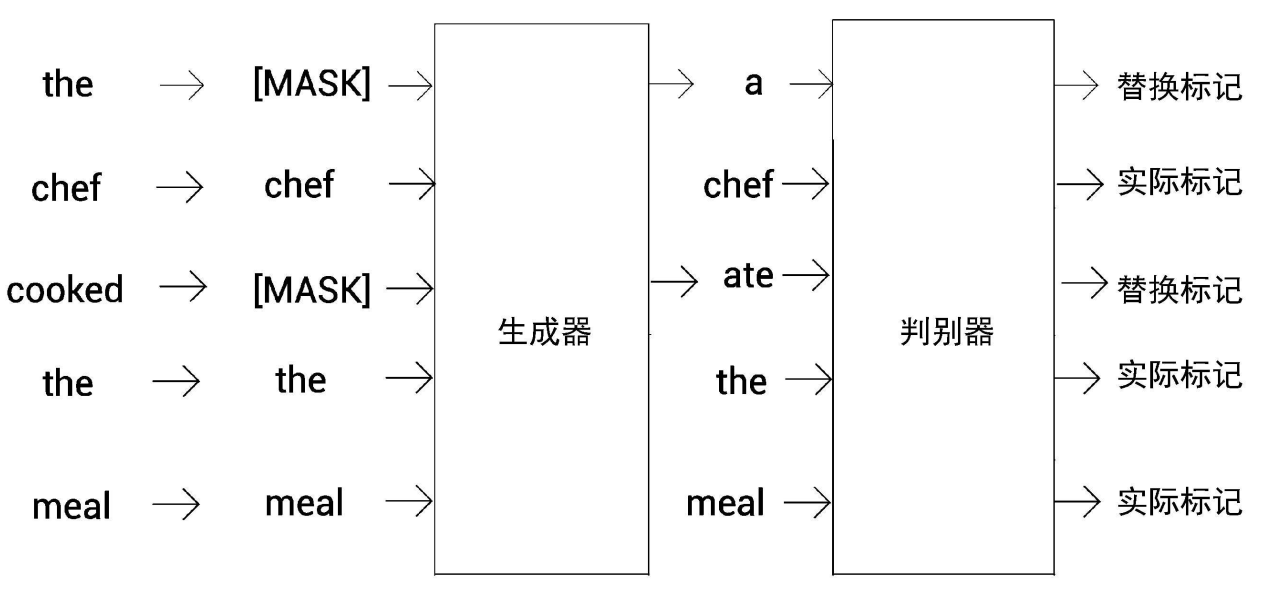 the [MASK] a 替换标记
chef chef chef 实际标记
cooked [MASK] ate 替换标记
生成器 判别器
the the the 实际标记
meal meal meal 实际标记